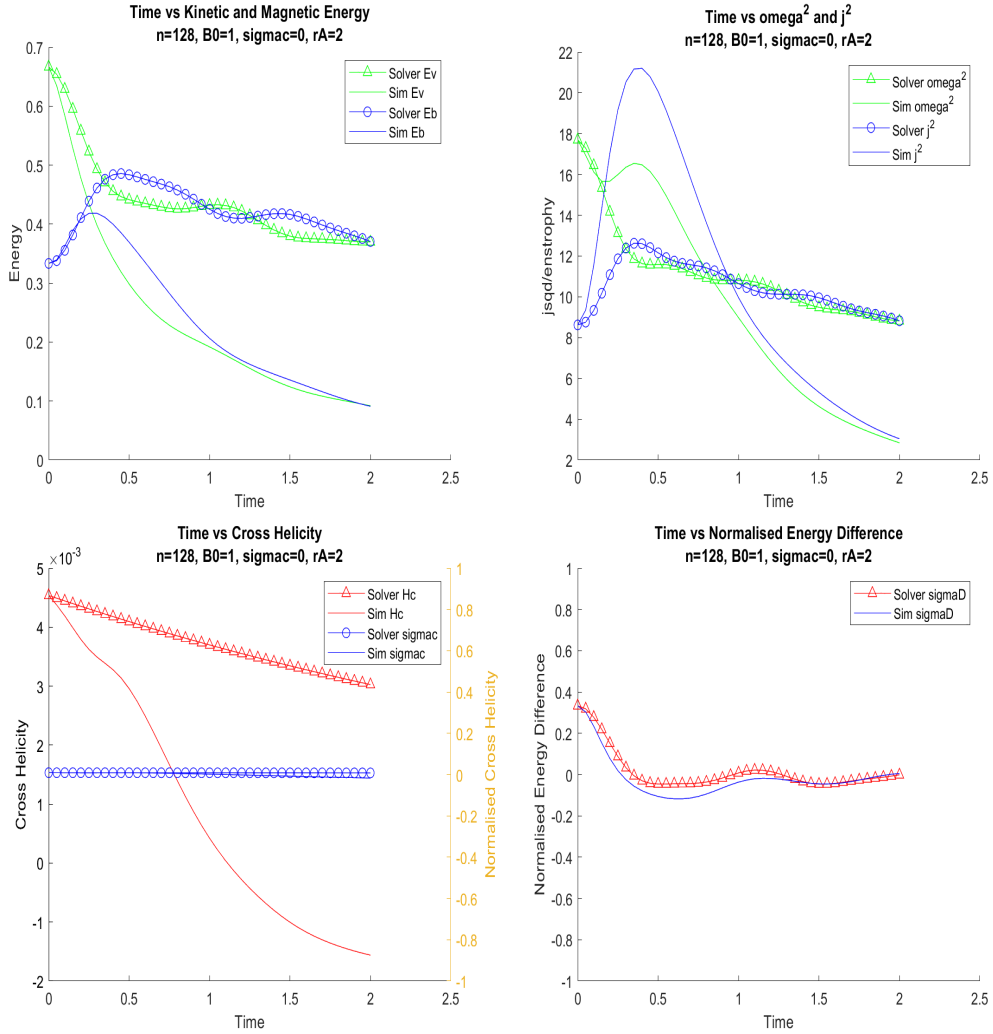 Time vs Kinetic and Magnetic Energy
n=128, B0=1, sigmac=0, rA=2
0.7
0.6
0.5
0.4
0.3
0.2
0.1
0
Energy
0 0.5 1 1.5 2 2.5
Time
Solver Ev
Sim Ev
Solver Eb
Sim Eb
Time vs omega² and j²
n=128, B0=1, sigmac=0, rA=2
22
20
18
16
14
12
10
8
6
4
2
jsqd/enstrophy
0 0.5 1 1.5 2 2.5
Time
Solver omega²
Sim omega²
Solver j²
Sim j²
Time vs Cross Helicity
n=128, B0=1, sigmac=0, rA=2
×10⁻³
5
4
3
2
1
0
-1
-2
Cross Helicity
0 0.5 1 1.5 2 2.5
Time
1
0.8
0.6
0.4
0.2
0
-0.2
-0.4
-0.6
-0.8
-1
Normalised Cross Helicity
Solver Hc
Sim Hc
Solver sigmac
Sim sigmac
Time vs Normalised Energy Difference
n=128, B0=1, sigmac=0, rA=2
1
0.8
0.6
0.4
0.2
0
-0.2
-0.4
-0.6
-0.8
-1
Normalised Energy Difference
0 0.5 1 1.5 2 2.5
Time
Solver sigmaD
Sim sigmaD